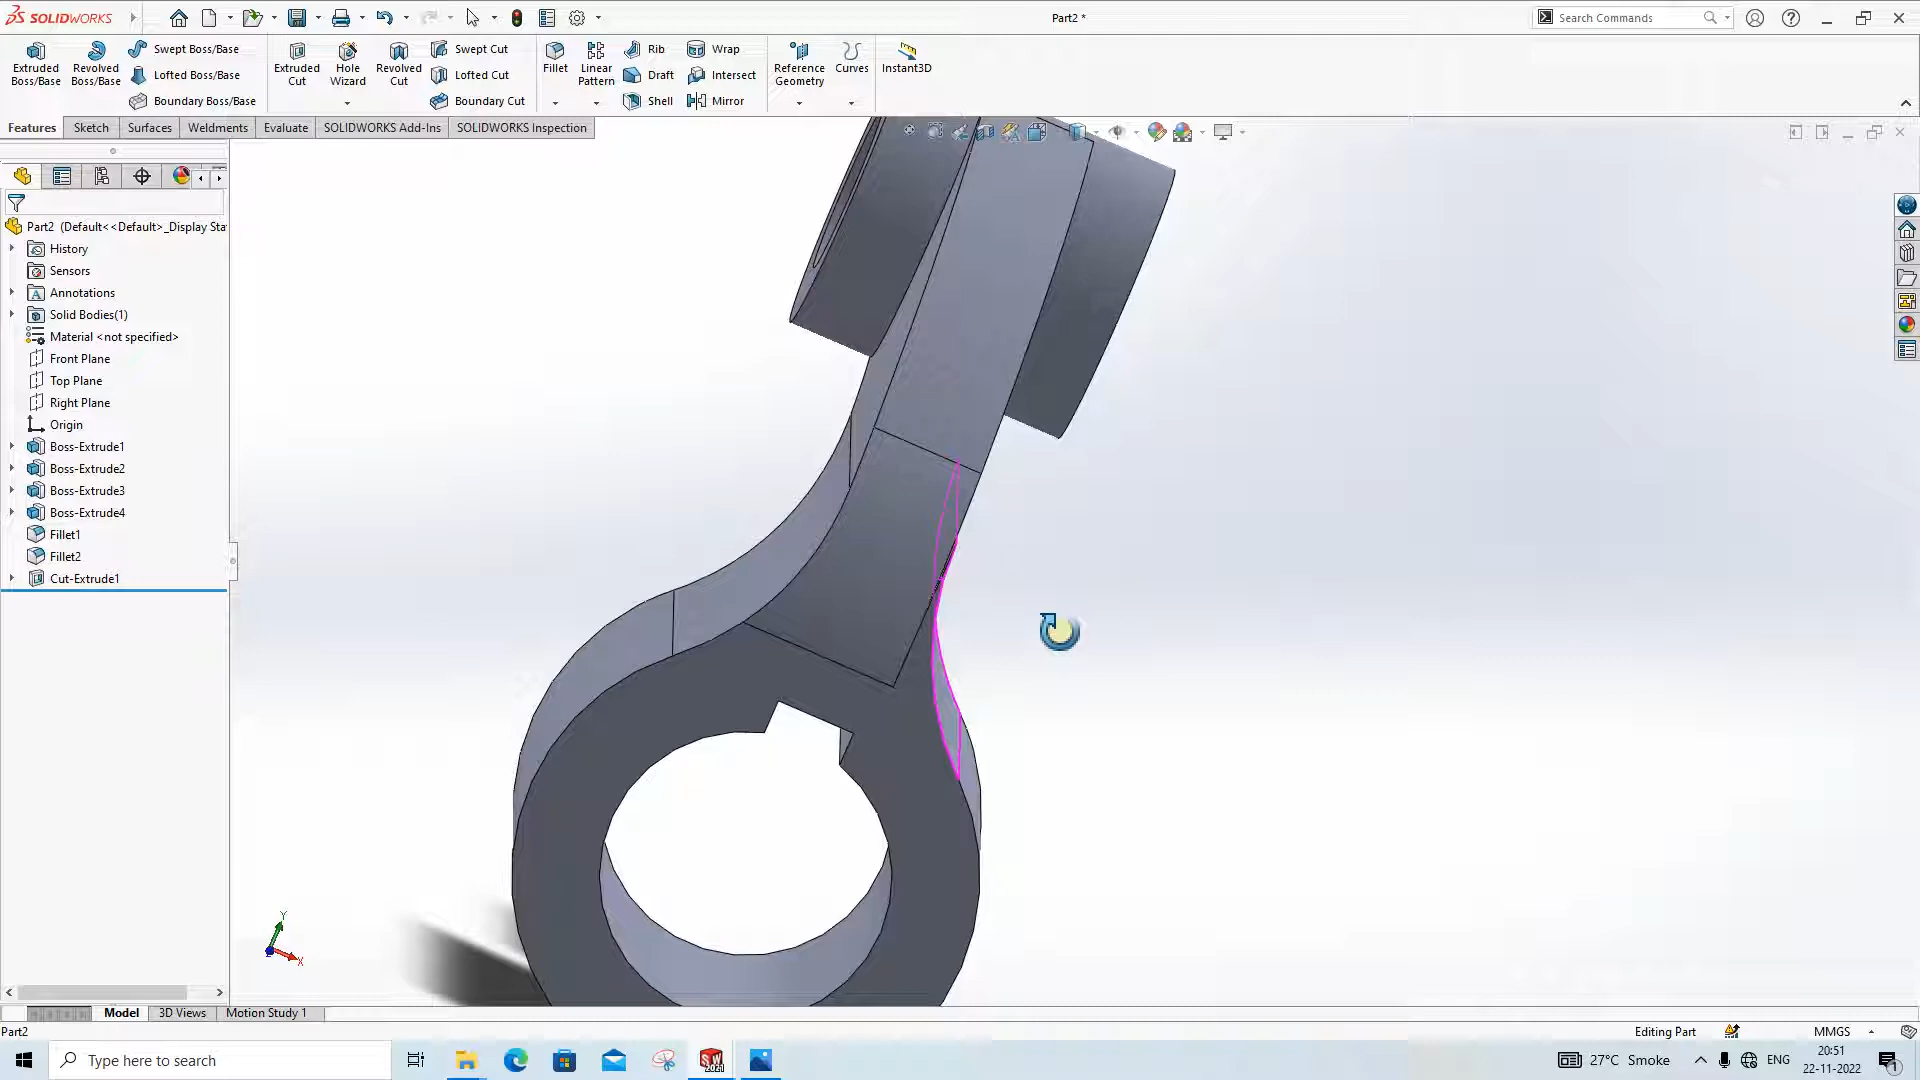 SOLIDWORKS
Part2 *
Search Commands
Extruded Boss/Base
Revolved Boss/Base
Swept Boss/Base
Lofted Boss/Base
Boundary Boss/Base
Extruded Cut
Hole Wizard
Revolved Cut
Swept Cut
Lofted Cut
Boundary Cut
Fillet
Linear Pattern
Rib
Draft
Shell
Wrap
Intersect
Mirror
Reference Geometry
Curves
Instant3D
Features
Sketch
Surfaces
Weldments
Evaluate
SOLIDWORKS Add-Ins
SOLIDWORKS Inspection
Part2 (Default<<Default>_Display Sta
History
Sensors
Annotations
Solid Bodies(1)
Material <not specified>
Front Plane
Top Plane
Right Plane
Origin
Boss-Extrude1
Boss-Extrude2
Boss-Extrude3
Boss-Extrude4
Fillet1
Fillet2
Cut-Extrude1
Y
X
Model
3D Views
Motion Study 1
Part2
Editing Part
MMGS
Type here to search
SW
2021
27°C Smoke
ENG
20:51
22-11-2022
1